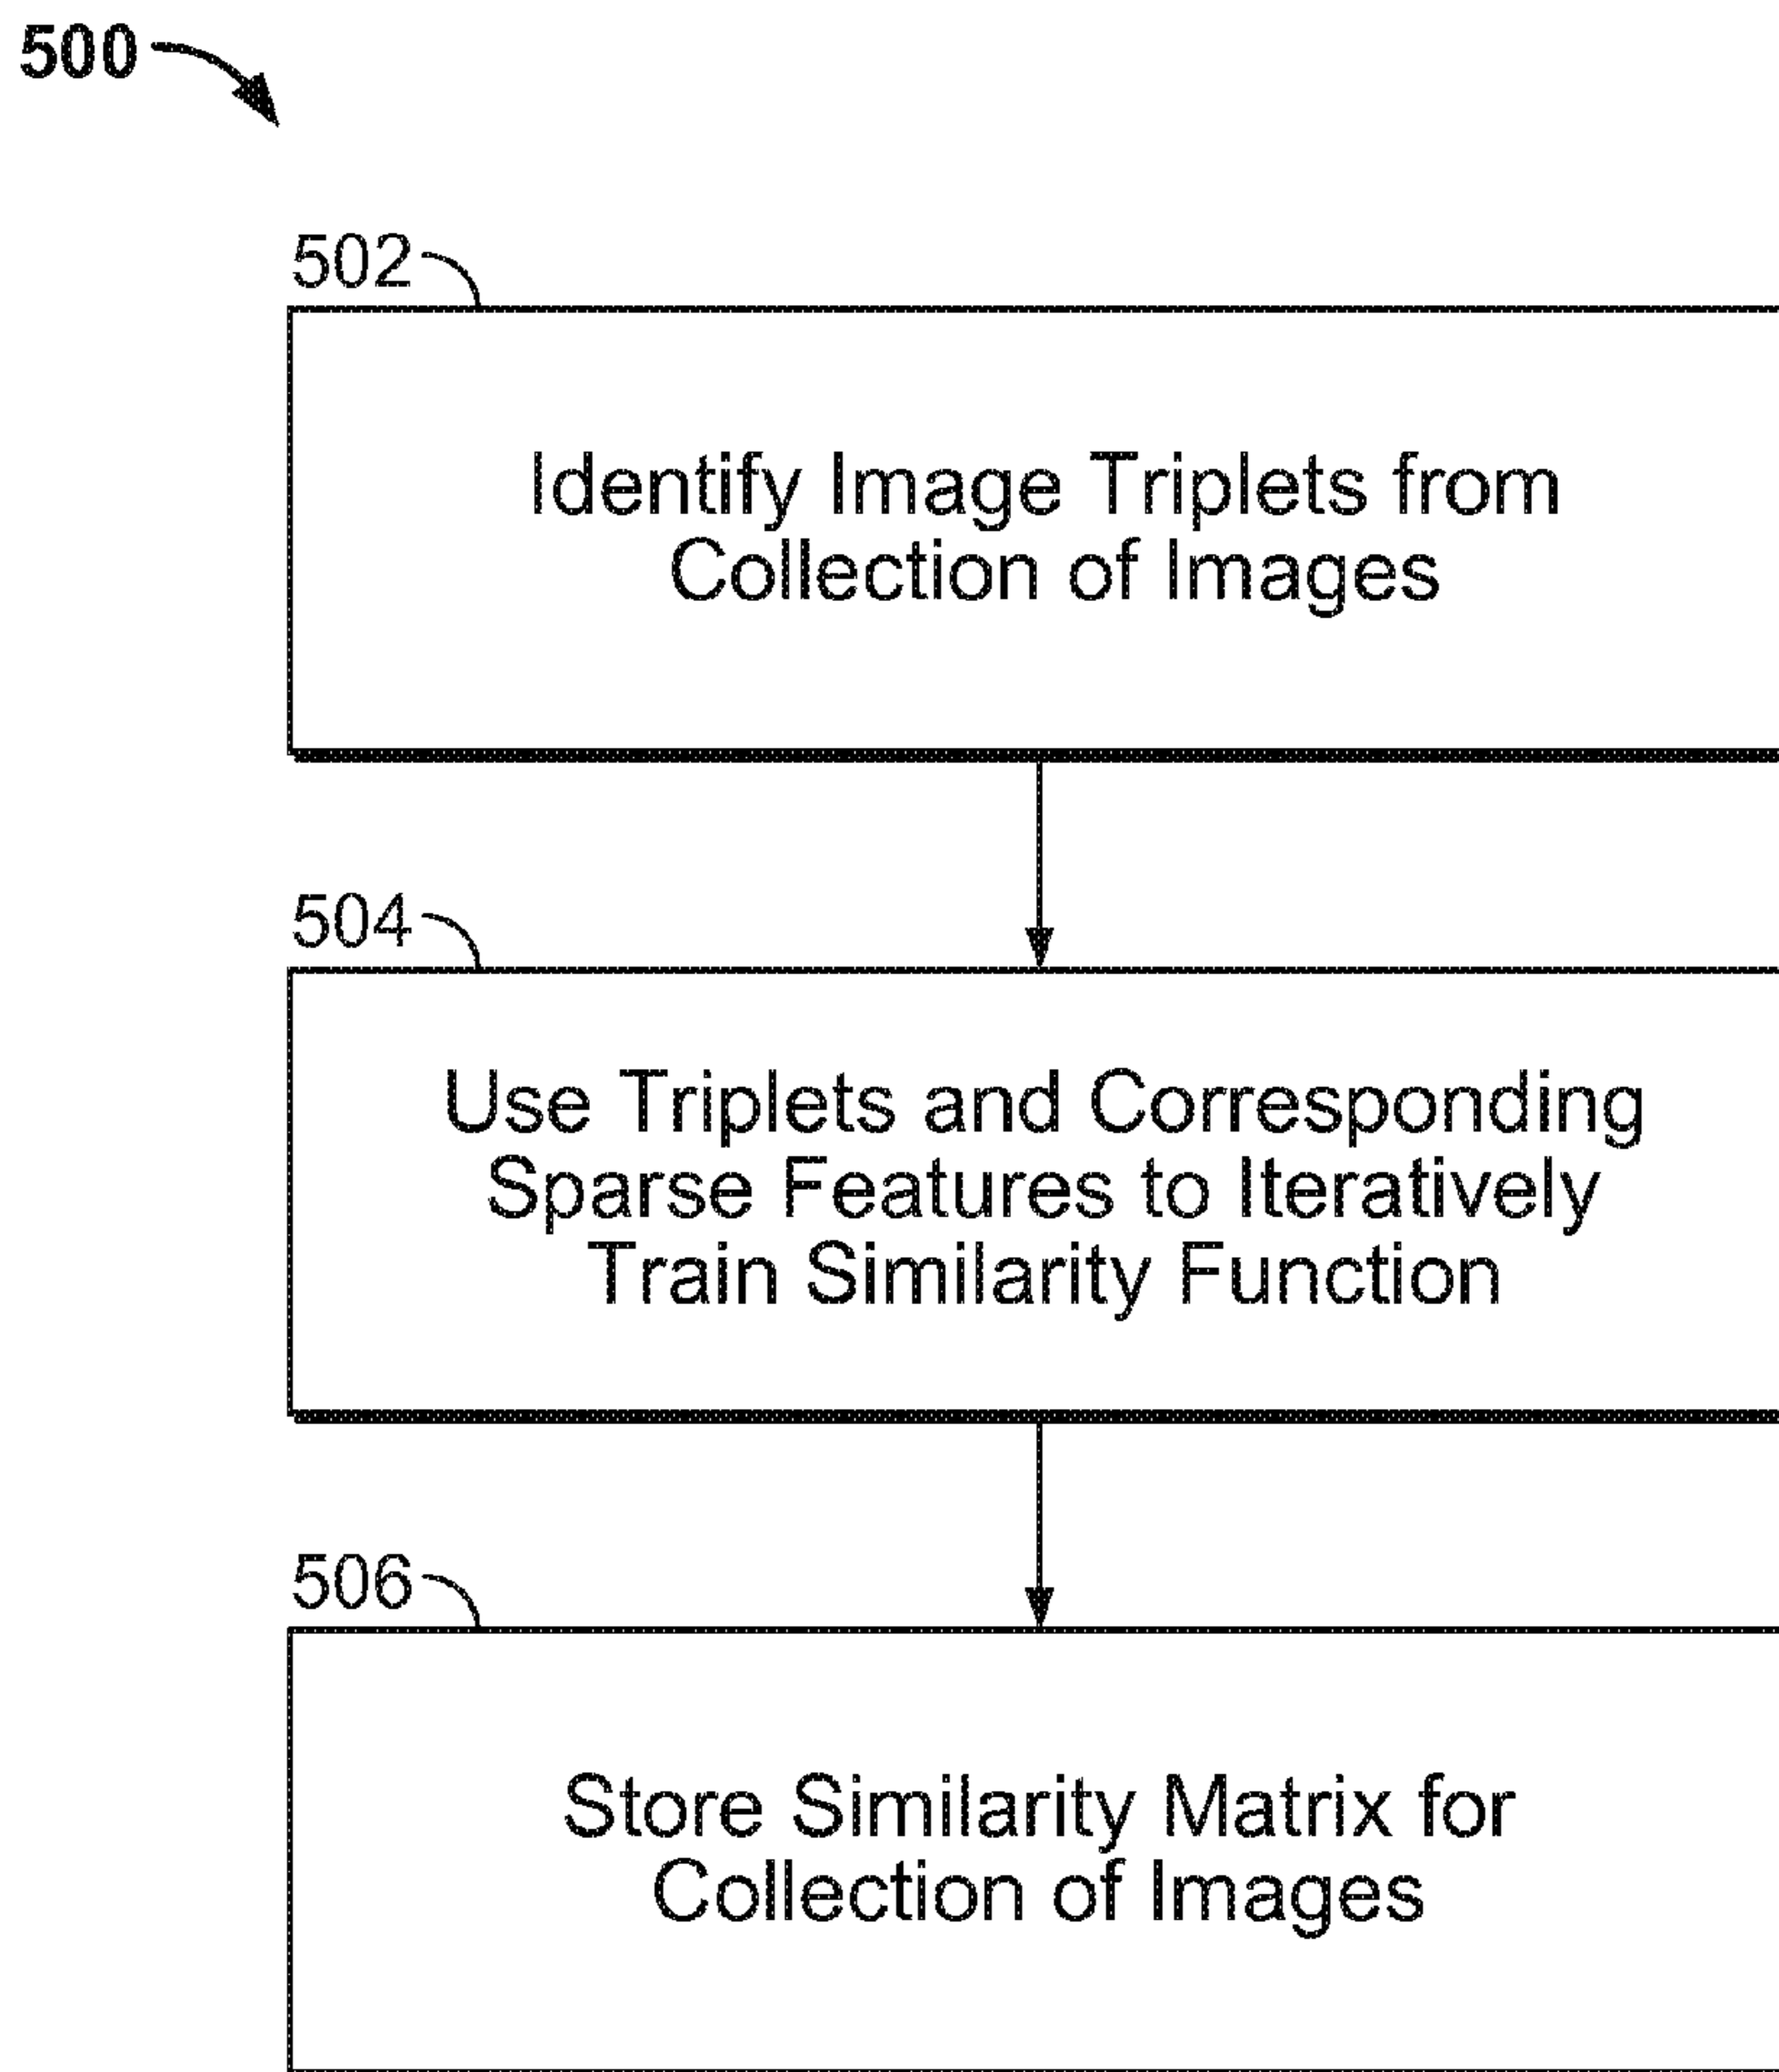 500
502
Identify Image Triplets from
Collection of Images
504
Use Triplets and Corresponding
Sparse Features to Iteratively
Train Similarity Function
506
Store Similarity Matrix for
Collection of Images